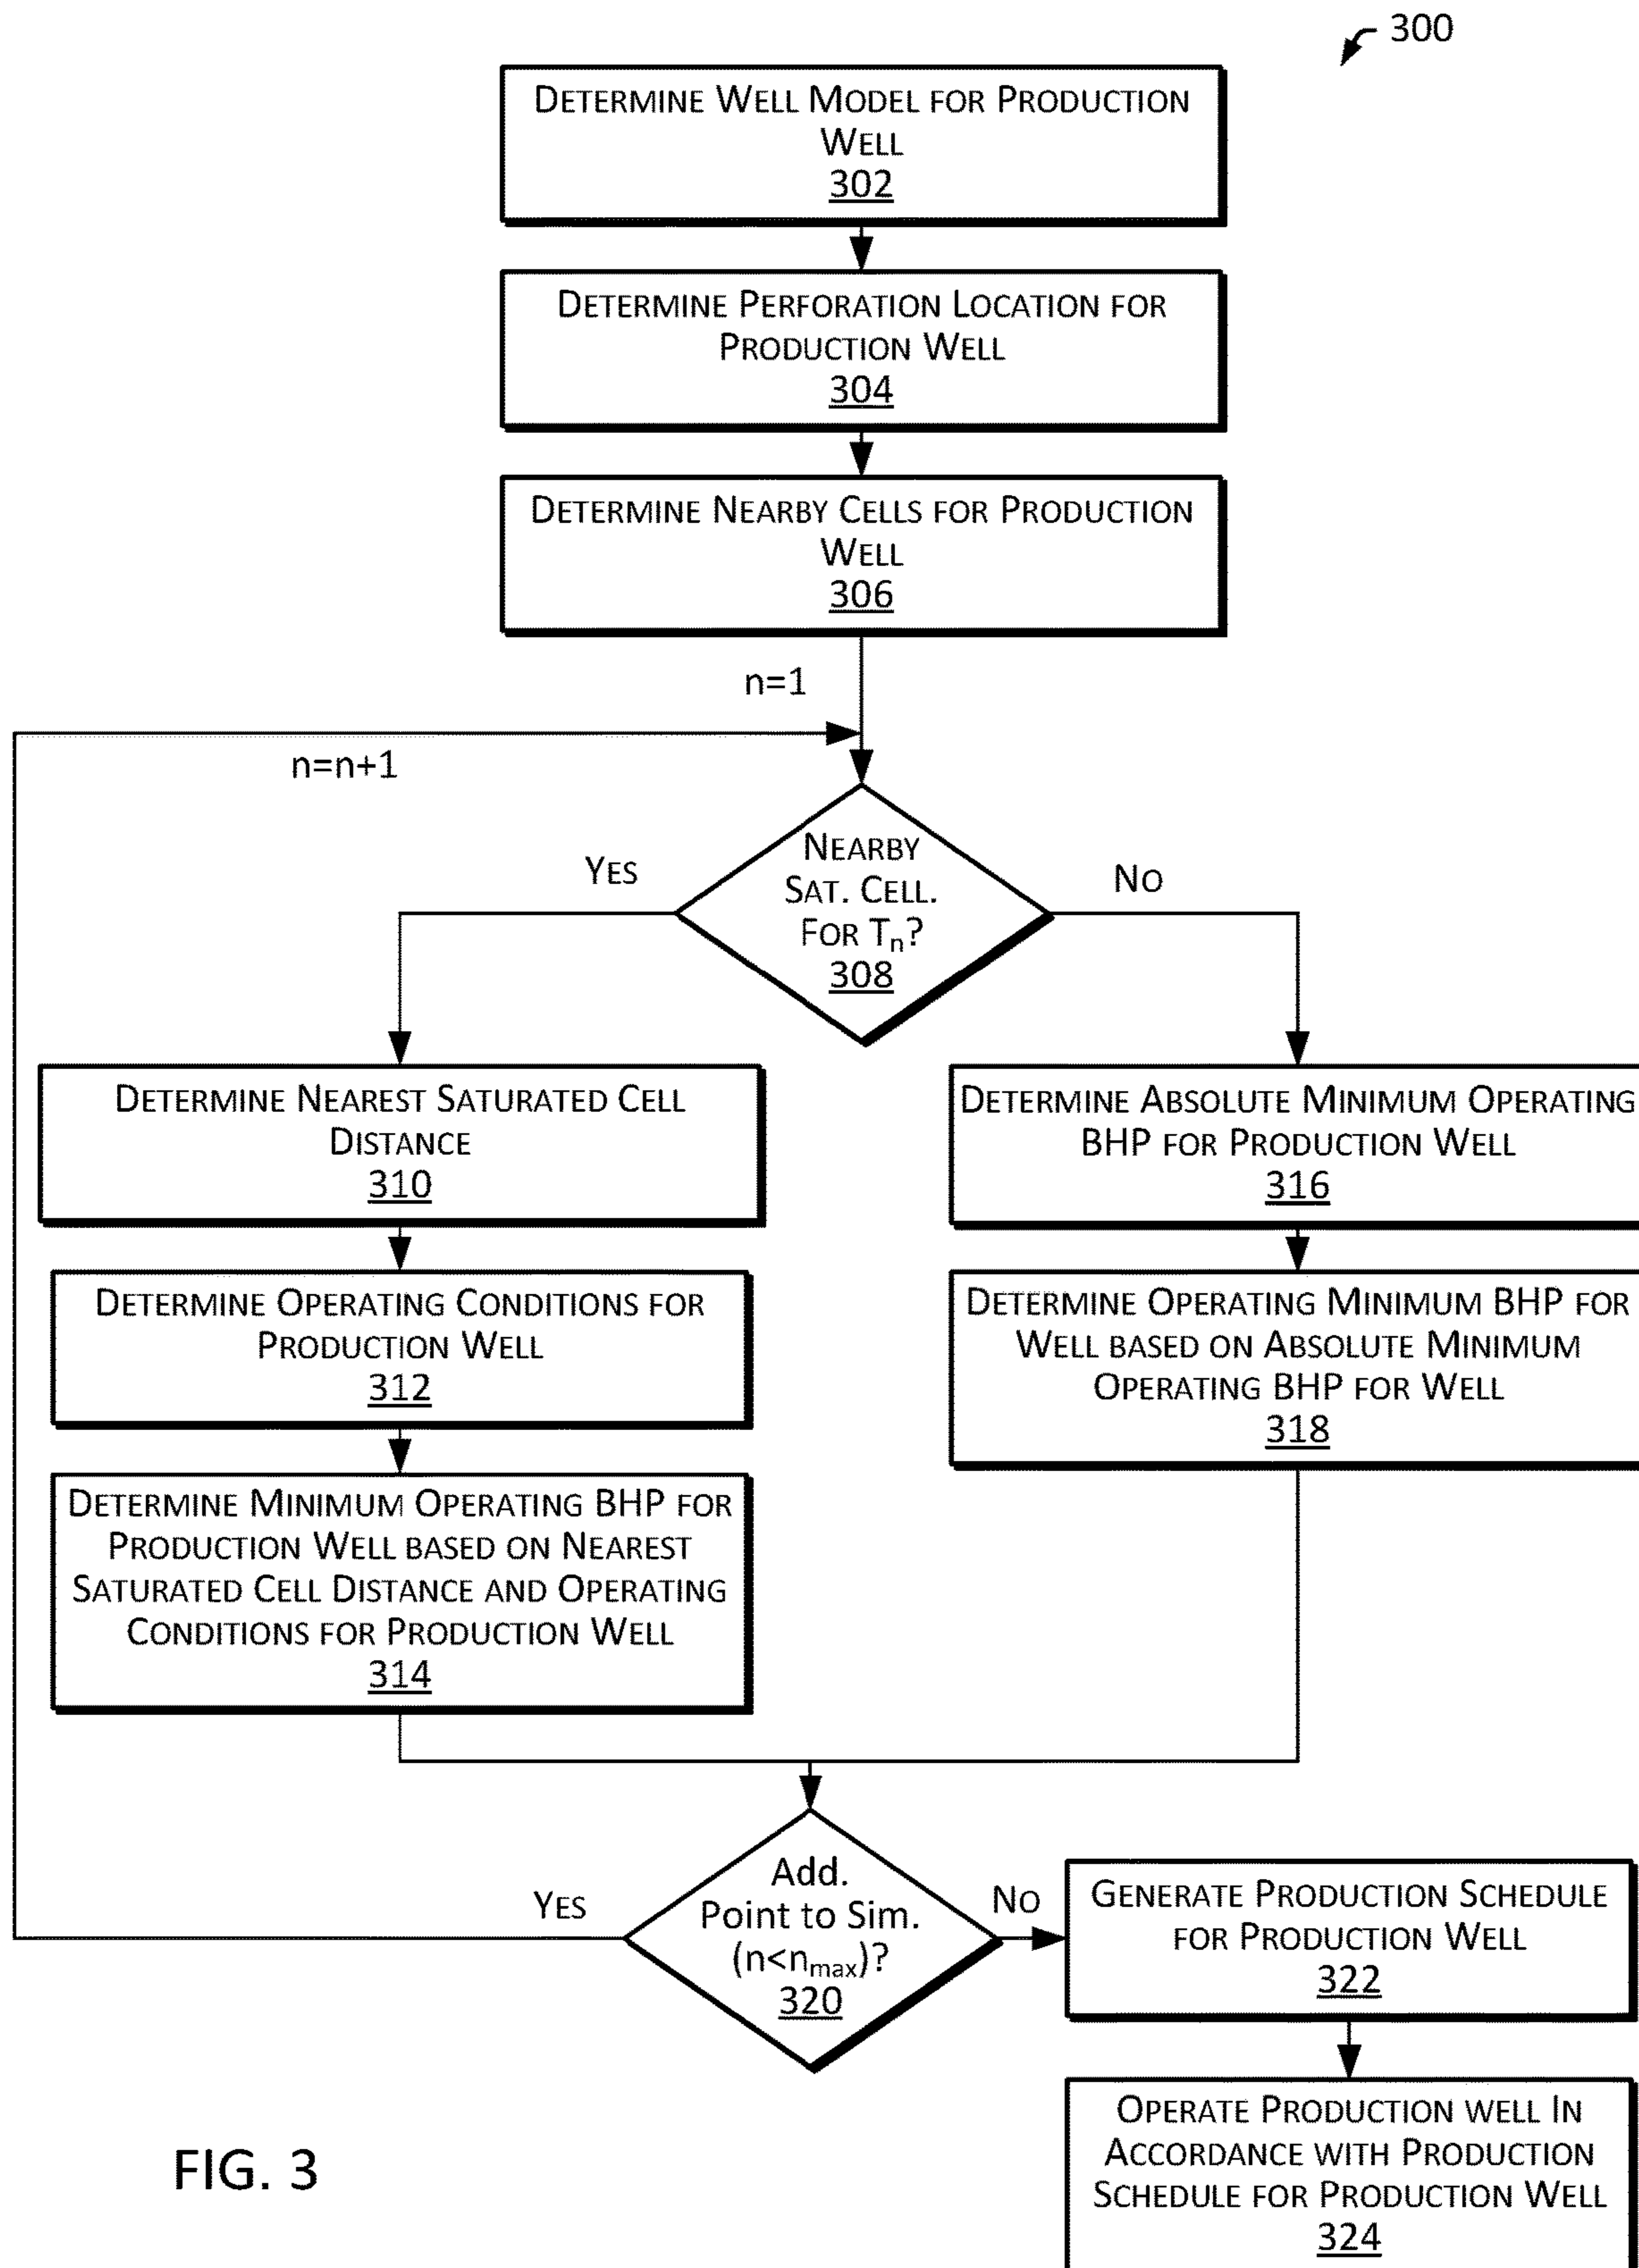 300
DETERMINE WELL MODEL FOR PRODUCTION
WELL
302
DETERMINE PERFORATION LOCATION FOR
PRODUCTION WELL
304
DETERMINE NEARBY CELLS FOR PRODUCTION
WELL
306
n=1
n=n+1
NEARBY
SAT. CELL.
FOR Tn?
308
YES
NO
DETERMINE NEAREST SATURATED CELL
DISTANCE
310
DETERMINE OPERATING CONDITIONS FOR
PRODUCTION WELL
312
DETERMINE MINIMUM OPERATING BHP FOR
PRODUCTION WELL BASED ON NEAREST
SATURATED CELL DISTANCE AND OPERATING
CONDITIONS FOR PRODUCTION WELL
314
DETERMINE ABSOLUTE MINIMUM OPERATING
BHP FOR PRODUCTION WELL
316
DETERMINE OPERATING MINIMUM BHP FOR
WELL BASED ON ABSOLUTE MINIMUM
OPERATING BHP FOR WELL
318
Add.
Point to Sim.
(n<nmax)?
320
YES
NO
GENERATE PRODUCTION SCHEDULE
FOR PRODUCTION WELL
322
OPERATE PRODUCTION WELL IN
ACCORDANCE WITH PRODUCTION
SCHEDULE FOR PRODUCTION WELL
324
FIG. 3